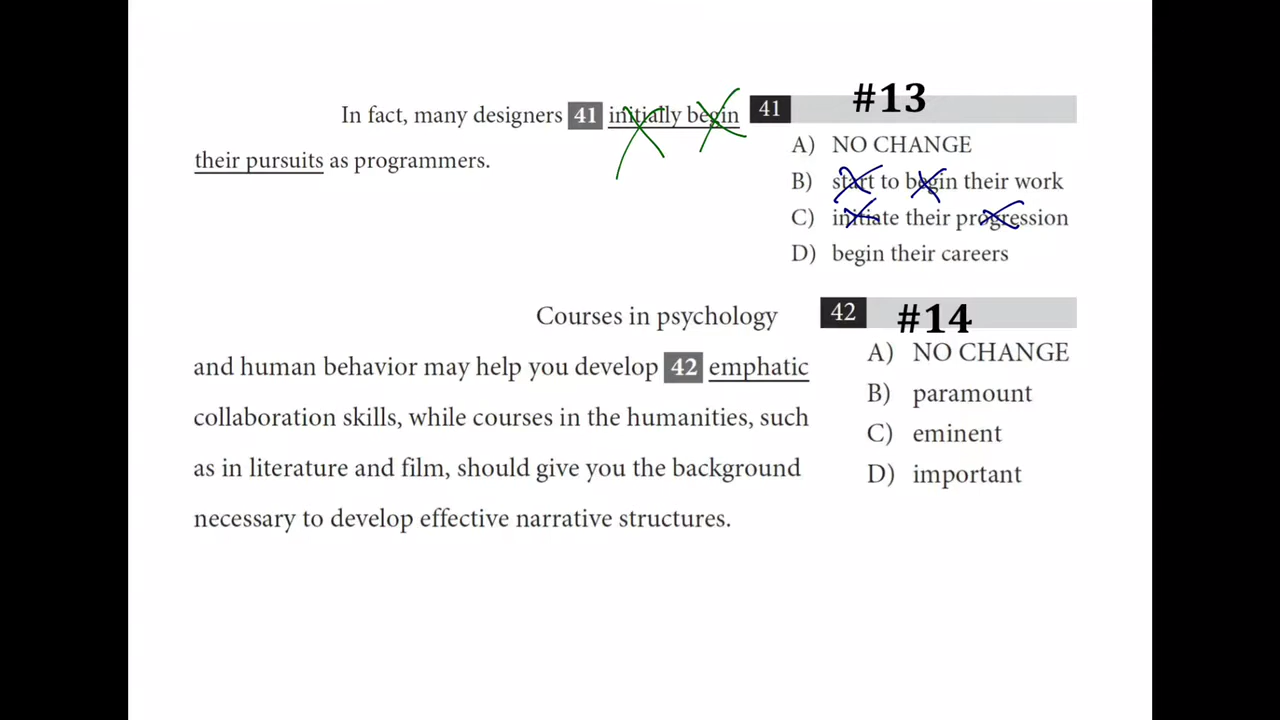 In fact, many designers 41 initially begin
their pursuits as programmers.
41 #13
A) NO CHANGE
B) start to begin their work
C) initiate their progression
D) begin their careers
Courses in psychology
and human behavior may help you develop 42 emphatic
collaboration skills, while courses in the humanities, such
as in literature and film, should give you the background
necessary to develop effective narrative structures.
42 #14
A) NO CHANGE
B) paramount
C) eminent
D) important